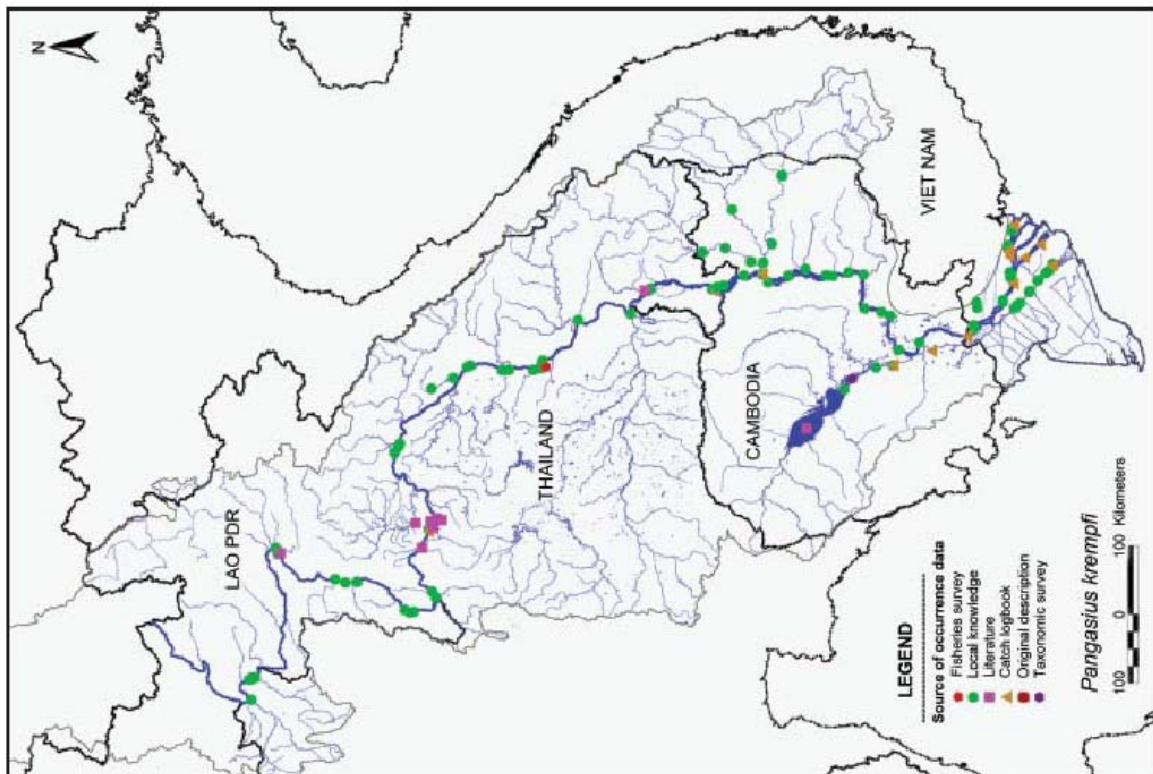 N
LAO PDR
THAILAND
CAMBODIA
VIET NAM
LEGEND
Source of occurrence data
Fisheries survey
Local knowledge
Literature
Catch logbook
Original description
Taxonomic survey
100 0 100 Kilometers
Pangasius krempfi